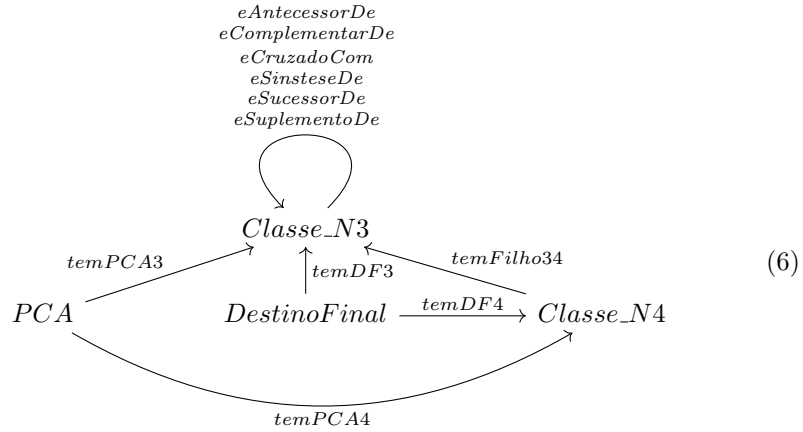 eAntecessorDe
eComplementarDe
eCruzadoCom
eSinsteseDe
eSucessorDe
eSuplementoDe
Classe_N3
temPCA3
temDF3
temFilho34
(6)
PCA
DestinoFinal
temDF4
Classe_N4
temPCA4